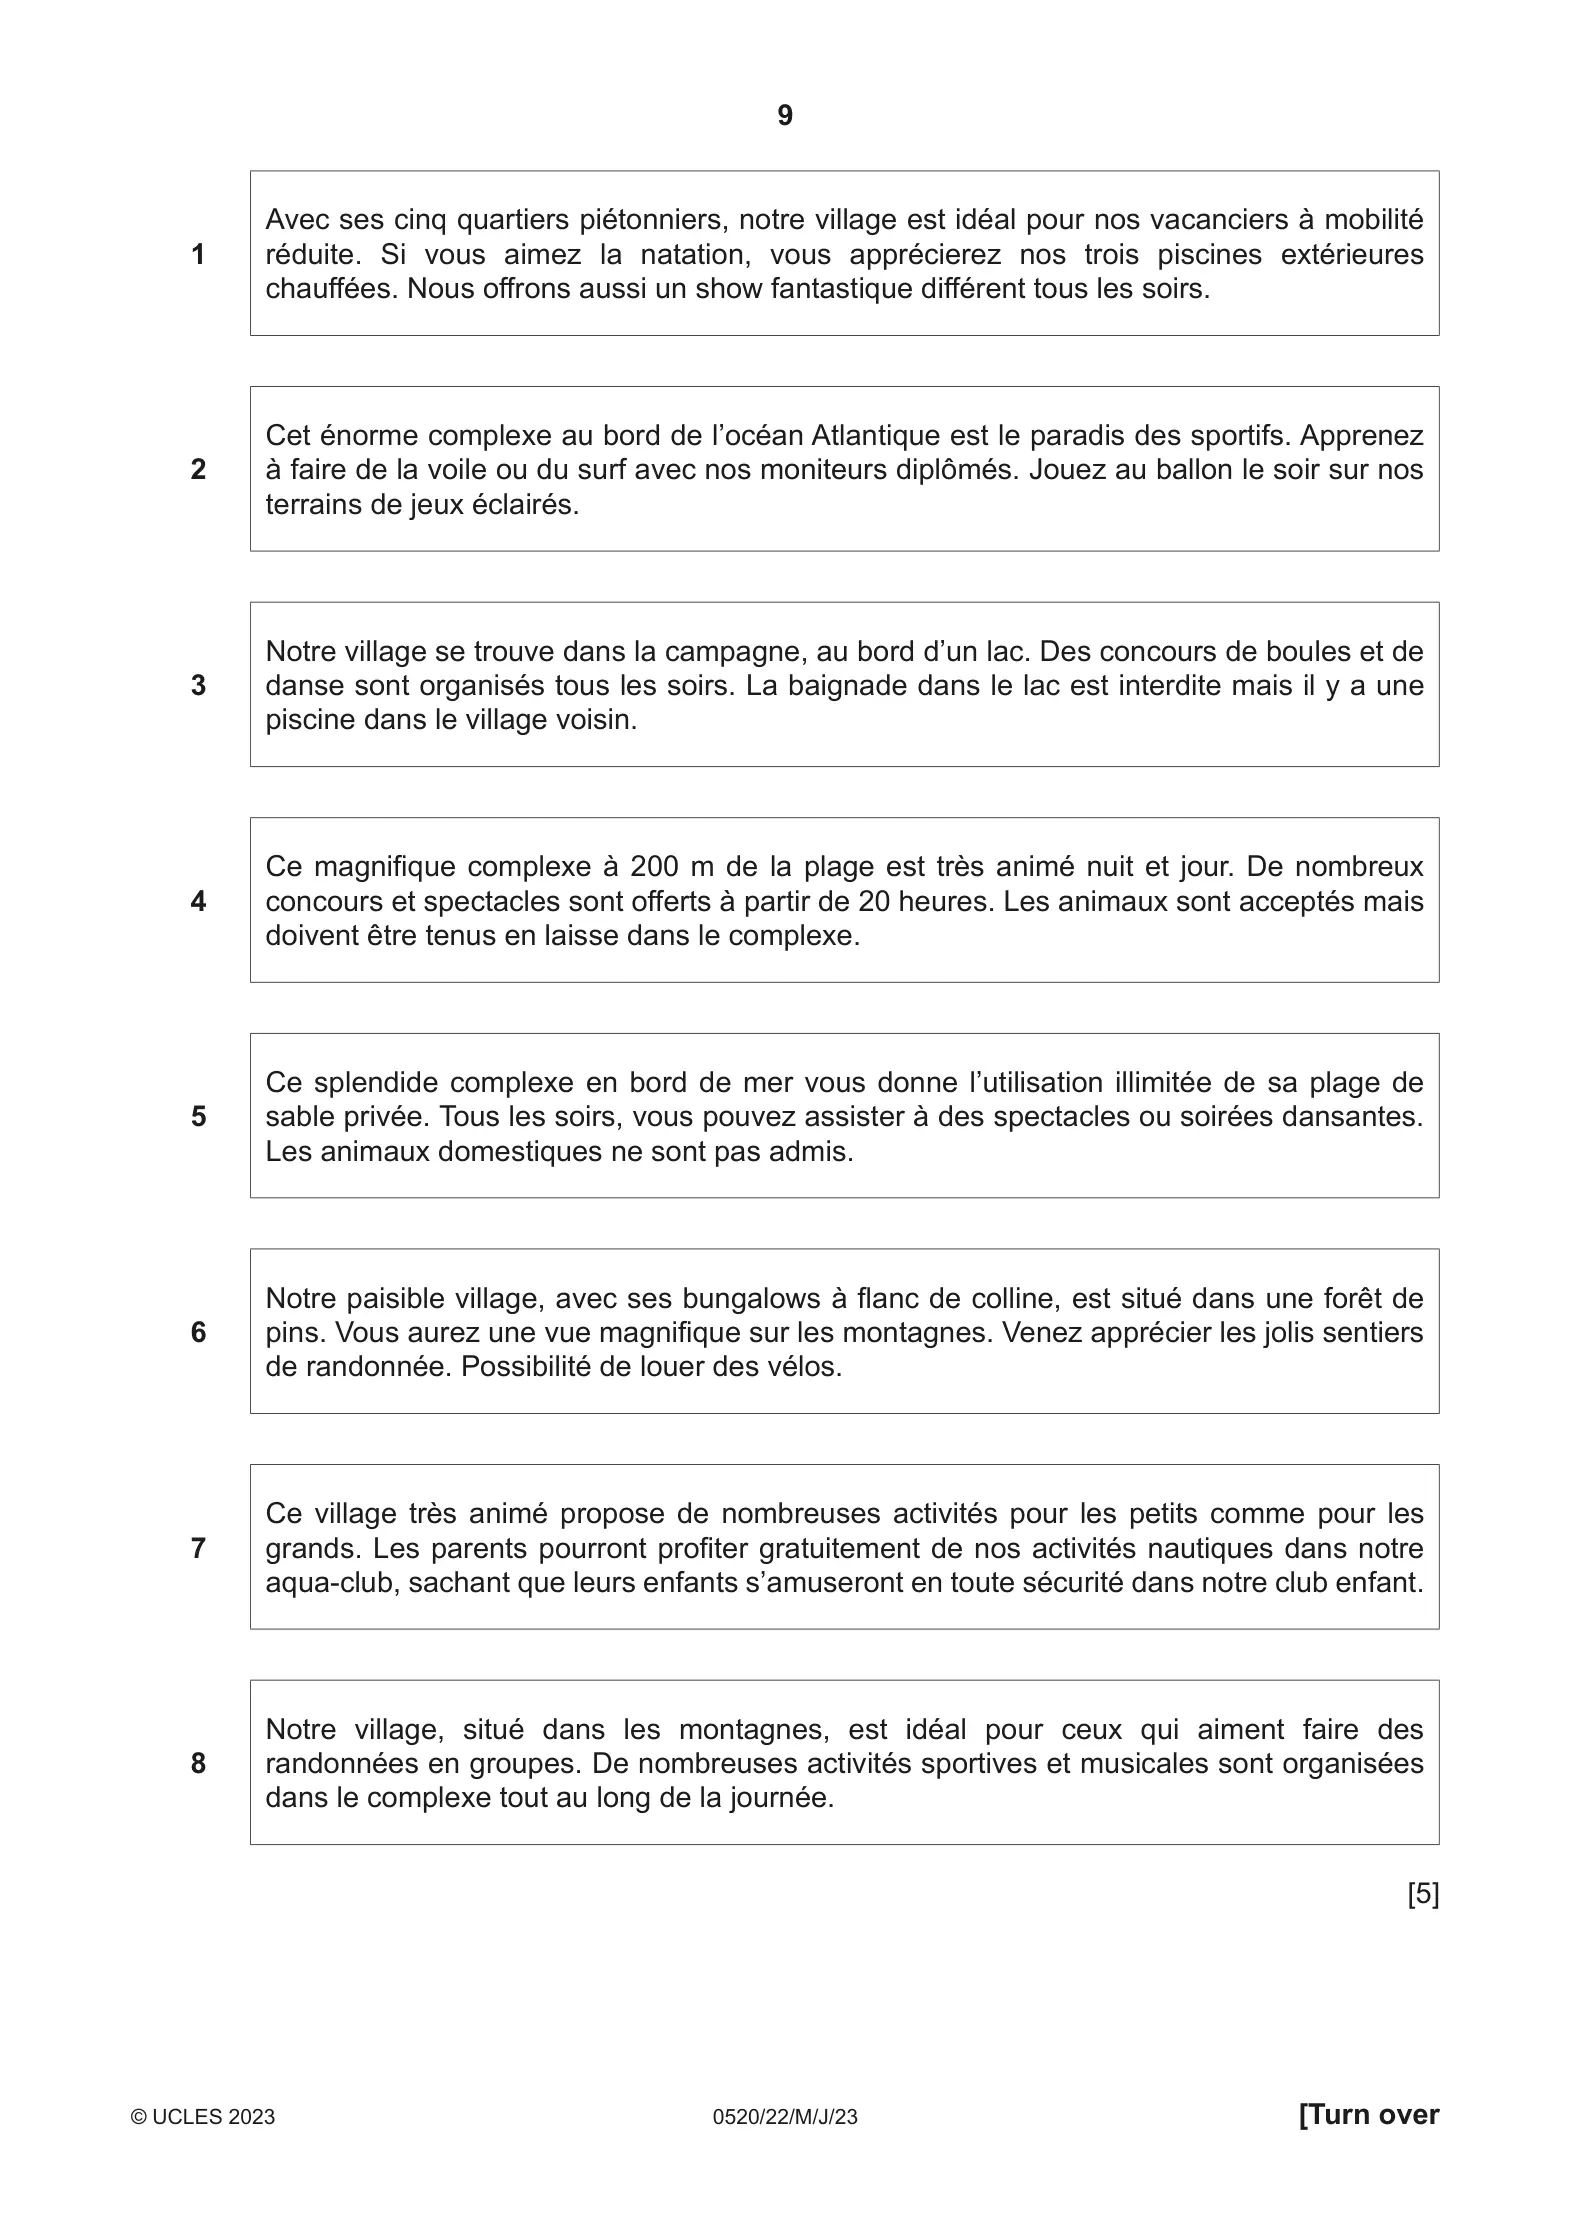 9
Avec ses cinq quartiers piétonniers, notre village est idéal pour nos vacanciers à mobilité
1 réduite. Si vous aimez la natation, vous apprécierez nos trois piscines extérieures
chauffées. Nous offrons aussi un show fantastique différent tous les soirs.
Cet énorme complexe au bord de l’océan Atlantique est le paradis des sportifs. Apprenez
2 à faire de la voile ou du surf avec nos moniteurs diplômés. Jouez au ballon le soir sur nos
terrains de jeux éclairés.
Notre village se trouve dans la campagne, au bord d’un lac. Des concours de boules et de
3 danse sont organisés tous les soirs. La baignade dans le lac est interdite mais il y a une
piscine dans le village voisin.
Ce magnifique complexe à 200 m de la plage est très animé nuit et jour. De nombreux
4 concours et spectacles sont offerts à partir de 20 heures. Les animaux sont acceptés mais
doivent être tenus en laisse dans le complexe.
Ce splendide complexe en bord de mer vous donne l’utilisation illimitée de sa plage de
5 sable privée. Tous les soirs, vous pouvez assister à des spectacles ou soirées dansantes.
Les animaux domestiques ne sont pas admis.
Notre paisible village, avec ses bungalows à flanc de colline, est situé dans une forêt de
6 pins. Vous aurez une vue magnifique sur les montagnes. Venez apprécier les jolis sentiers
de randonnée. Possibilité de louer des vélos.
Ce village très animé propose de nombreuses activités pour les petits comme pour les
7 grands. Les parents pourront profiter gratuitement de nos activités nautiques dans notre
aqua-club, sachant que leurs enfants s’amuseront en toute sécurité dans notre club enfant.
Notre village, situé dans les montagnes, est idéal pour ceux qui aiment faire des
8 randonnées en groupes. De nombreuses activités sportives et musicales sont organisées
dans le complexe tout au long de la journée.
[5]
© UCLES 2023 0520/22/M/J/23 [Turn over